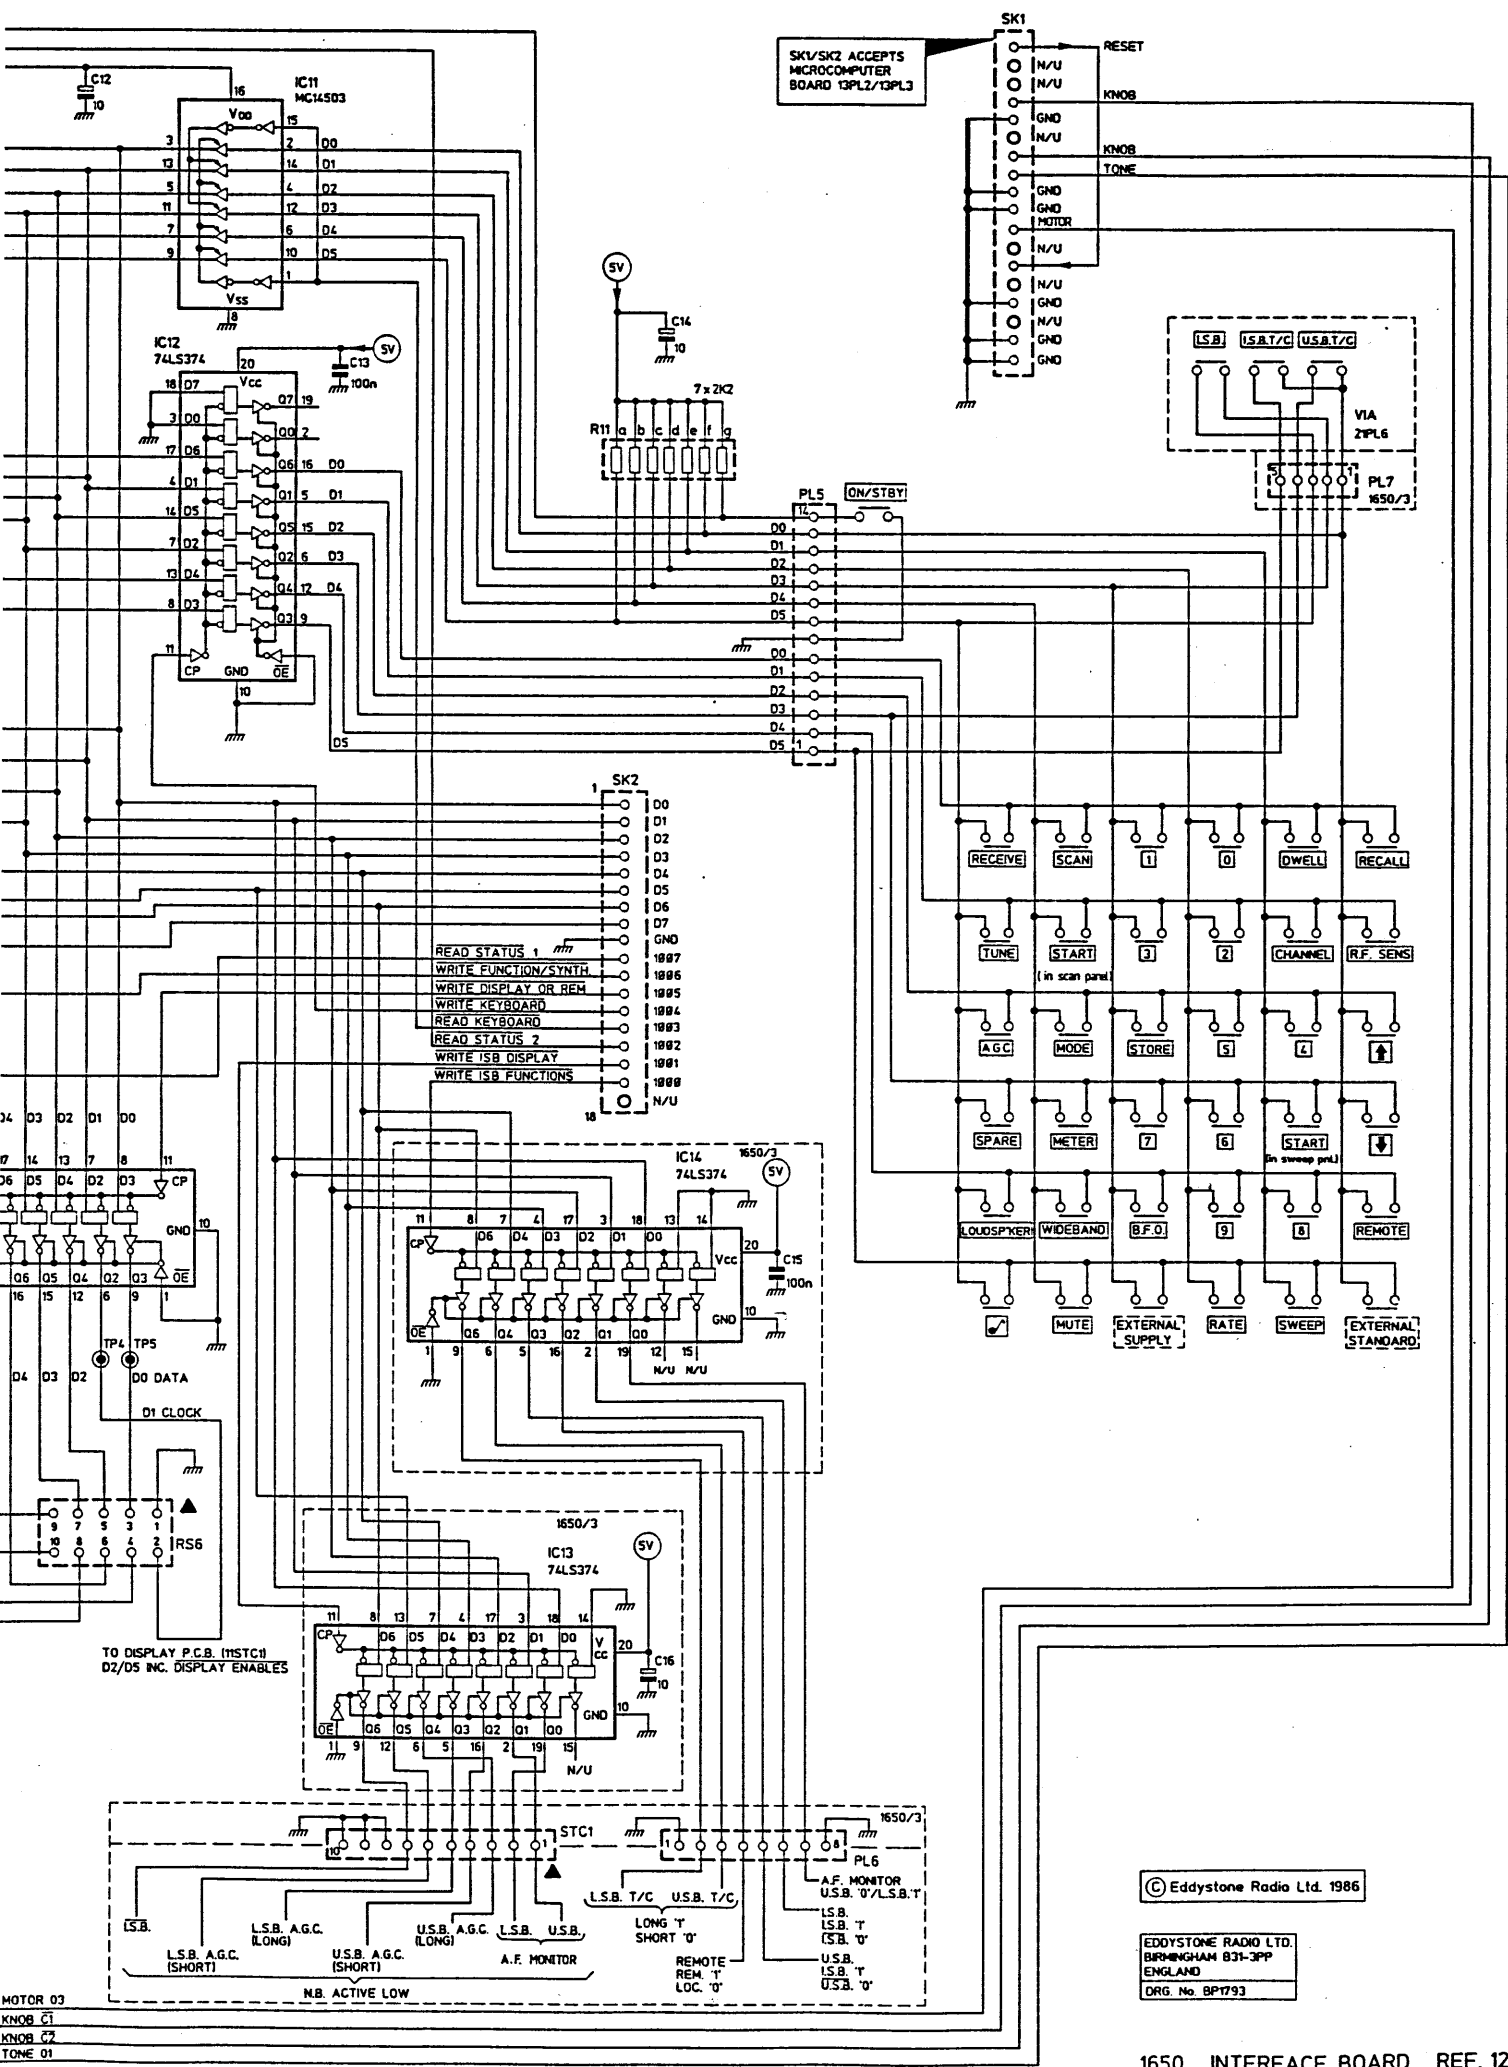 SK1
SK1/SK2 ACCEPTS
MICROCOMPUTER
BOARD 13PL2/13PL3
RESET
N/U
N/U
KNOB
GND
N/U
KNOB
TONE
GND
GND
MOTOR
N/U
N/U
GND
N/U
GND
GND
C12
10
IC11
MC14503
16
VDD
15
3 2 D0
13 14 D1
5 4 D2
11 12 D3
7 6 D4
9 10 D5
1
VSS
8
5V
C14
10
7 x 2K2
R11 a b c d e f g
IC12
74LS374
5V
C13
100n
20
VCC
18 D7 Q7 19
3 D0 Q0 2
17 D6 Q6 16 D0
4 D1 Q1 5 D1
14 D5 Q5 15 D2
7 D2 Q2 6 D3
13 D4 Q4 12 D4
8 D3 Q3 9
11 CP GND OE
10
D5
I.S.B. I.S.B.T/C U.S.B.T/C
VIA
21PL6
5 1
PL7
1650/3
PL5
ON/STBY
14
D0
D1
D2
D3
D4
D5
D0
D1
D2
D3
D4
D5 1
SK2
1
D0
D1
D2
D3
D4
D5
D6
D7
GND
READ STATUS 1 1007
WRITE FUNCTION/SYNTH. 1006
WRITE DISPLAY OR REM 1005
WRITE KEYBOARD 1004
READ KEYBOARD 1003
READ STATUS 2 1002
WRITE ISB DISPLAY 1001
WRITE ISB FUNCTIONS 1000
N/U
18
RECEIVE SCAN 1 0 DWELL RECALL
TUNE START 3 2 CHANNEL R.F. SENS
(in scan panel)
AGC MODE STORE 5 4
SPARE METER 7 6 START
(in sweep pnl.)
LOUDSP'KER WIDEBAND B.F.O. 9 8 REMOTE
MUTE EXTERNAL SUPPLY RATE SWEEP EXTERNAL STANDARD
D4 D3 D2 D1 D0
17 14 13 7 8 11
D6 D5 D4 D2 D3 CP
GND 10
Q6 Q5 Q4 Q2 Q3 OE
16 15 12 6 9 1
TP4 TP5
D4 D3 D2 D0 DATA
D1 CLOCK
9 7 5 3 1
10 8 6 4 2
RS6
TO DISPLAY P.C.B. (11STC1)
D2/D5 INC. DISPLAY ENABLES
1650/3
IC14
74LS374
5V
11 8 7 4 17 3 18 13 14
CP D6 D4 D3 D2 D1 D0 VCC 20
C15
100n
GND 10
OE Q6 Q4 Q3 Q2 Q1 Q0
1 9 6 5 16 2 19 12 15
N/U N/U
1650/3
IC13
74LS374
5V
11 8 13 7 4 17 3 18 14
CP D6 D5 D4 D3 D2 D1 D0 VCC 20
C16
10
GND 10
OE Q6 Q5 Q4 Q3 Q2 Q1 Q0
1 9 12 6 5 16 2 19 15
N/U
STC1
10 1
1650/3
1 8
PL6
I.S.B.
L.S.B. A.G.C.
(SHORT)
L.S.B. A.G.C.
(LONG)
U.S.B. A.G.C.
(SHORT)
U.S.B. A.G.C.
(LONG)
L.S.B. U.S.B.
A.F. MONITOR
N.B. ACTIVE LOW
L.S.B. T/C U.S.B. T/C
LONG '1'
SHORT '0'
REMOTE
REM. '1'
LOC. '0'
A.F. MONITOR
U.S.B. '0'/L.S.B.'1'
I.S.B.
I.S.B. '1'
I.S.B. '0'
U.S.B.
I.S.B. '1'
U.S.B. '0'
© Eddystone Radio Ltd. 1986
EDDYSTONE RADIO LTD.
BIRMINGHAM B31-3PP
ENGLAND
DRG. No. BP1793
MOTOR 03
KNOB C1
KNOB C2
TONE 01
1650 INTERFACE BOARD REF. 12